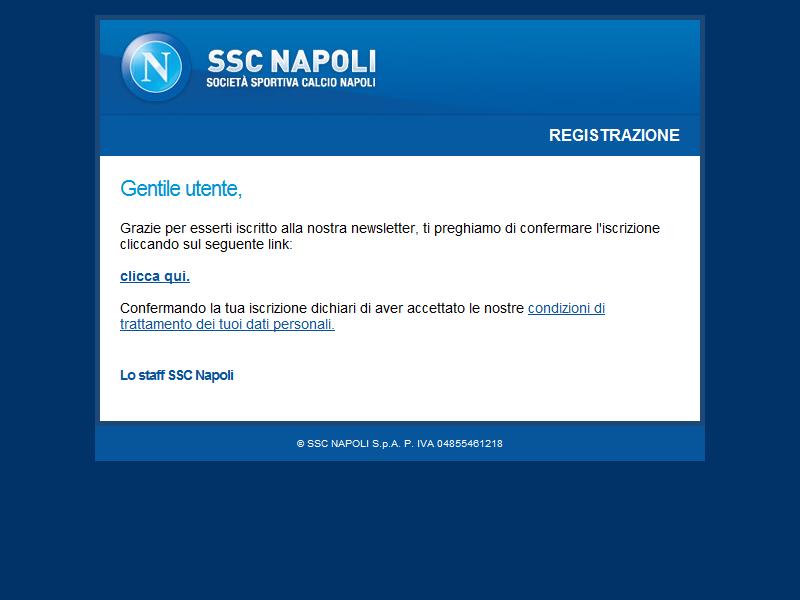 N
SSC NAPOLI
SOCIETÀ SPORTIVA CALCIO NAPOLI
REGISTRAZIONE
Gentile utente,
Grazie per esserti iscritto alla nostra newsletter, ti preghiamo di confermare l'iscrizione
cliccando sul seguente link:
clicca qui.
Confermando la tua iscrizione dichiari di aver accettato le nostre condizioni di
trattamento dei tuoi dati personali.
Lo staff SSC Napoli
© SSC NAPOLI S.p.A. P. IVA 04855461218